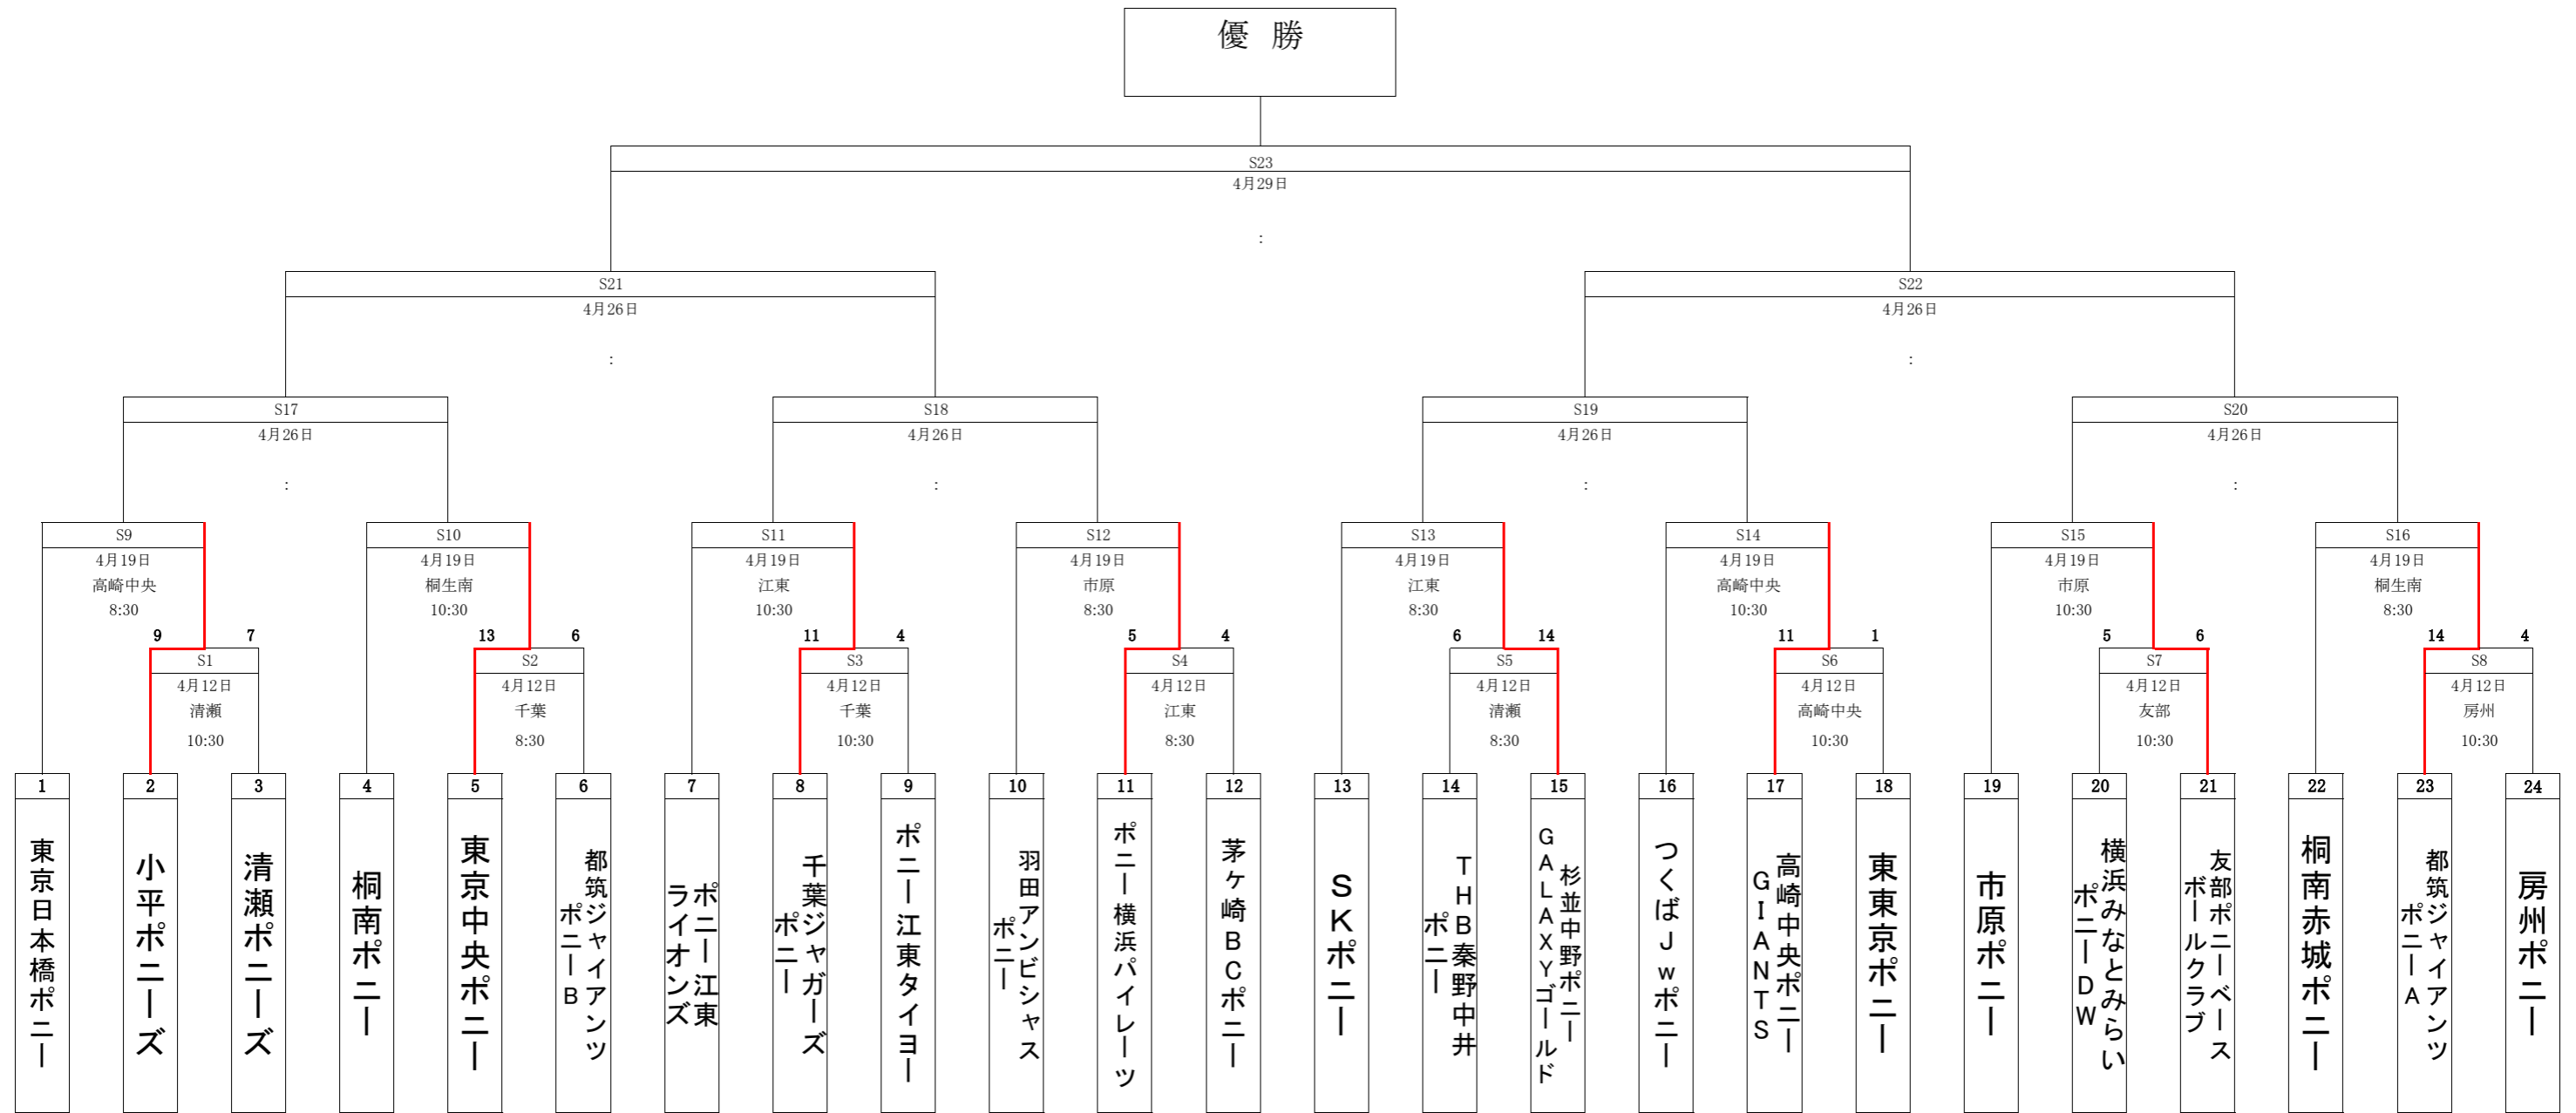 優 勝
S23
4月29日
:
S21
S22
4月26日
4月26日
:
:
S17
S18
S19
S20
4月26日
4月26日
4月26日
4月26日
:
:
:
:
S9
S10
S11
S12
S13
S14
S15
S16
4月19日
4月19日
4月19日
4月19日
4月19日
4月19日
4月19日
4月19日
高崎中央
桐生南
江東
市原
江東
高崎中央
市原
桐生南
8:30
10:30
10:30
8:30
8:30
10:30
10:30
8:30
9 7
13 6
11 4
5 4
6 14
11 1
5 6
14 4
S1
S2
S3
S4
S5
S6
S7
S8
4月12日
4月12日
4月12日
4月12日
4月12日
4月12日
4月12日
4月12日
清瀬
千葉
千葉
江東
清瀬
高崎中央
友部
房州
10:30
8:30
10:30
8:30
8:30
10:30
10:30
10:30
1
2
3
4
5
6
7
8
9
10
11
12
13
14
15
16
17
18
19
20
21
22
23
24
東京日本橋ポニー
小平ポニーズ
清瀬ポニーズ
桐南ポニー
東京中央ポニー
都筑ジャイアンツ
ポニーB
ポニー江東
ライオンズ
千葉ジャガーズ
ポニー
ポニー江東タイヨー
羽田アンビシャス
ポニー
ポニー横浜パイレーツ
茅ヶ崎BCポニー
SKポニー
THB秦野中井
ポニー
杉並中野ポニー
GALAXYゴールド
つくばJwポニー
高崎中央ポニー
GIANTS
東東京ポニー
市原ポニー
横浜みなとみらい
ポニーDW
友部ポニーベース
ボールクラブ
桐南赤城ポニー
都筑ジャイアンツ
ポニーA
房州ポニー